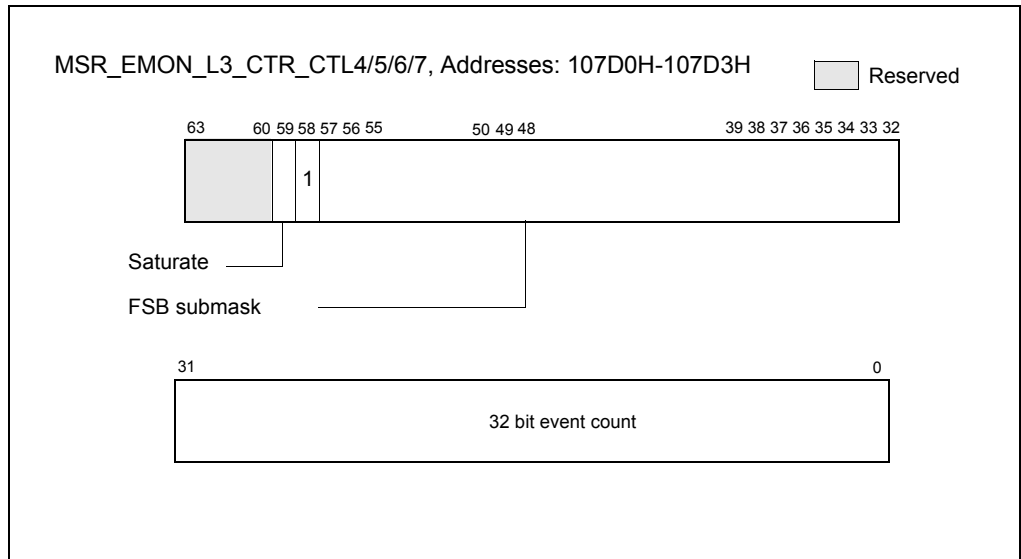 MSR_EMON_L3_CTR_CTL4/5/6/7, Addresses: 107D0H-107D3H
Reserved
63 60 59 58 57 56 55 50 49 48 39 38 37 36 35 34 33 32
1
Saturate
FSB submask
31 0
32 bit event count